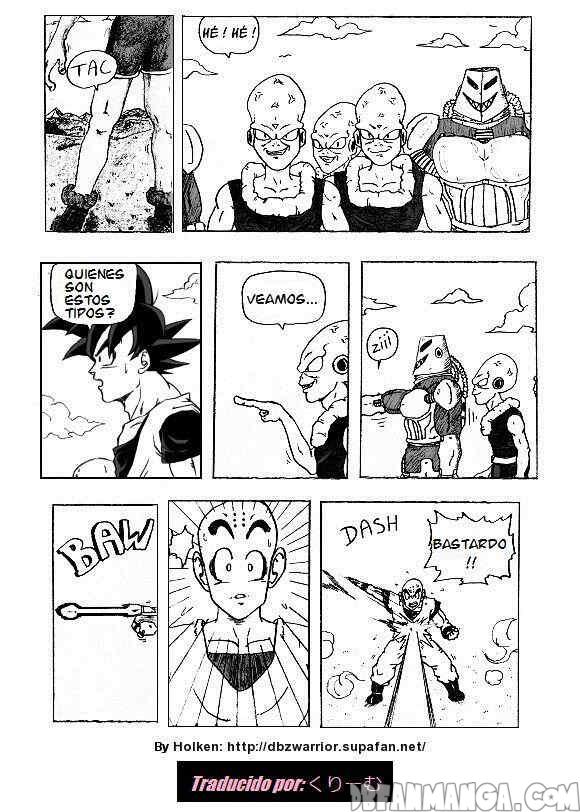 TAC
HÉ ! HÉ !
QUIENES
SON
ESTOS
TIPOS?
VEAMOS...
ziii
BAW
DASH
BASTARDO
!!
By Holken: http://dbzwarrior.supafan.net/
Traducido por:くりーむ
DBFANMANGA.COM